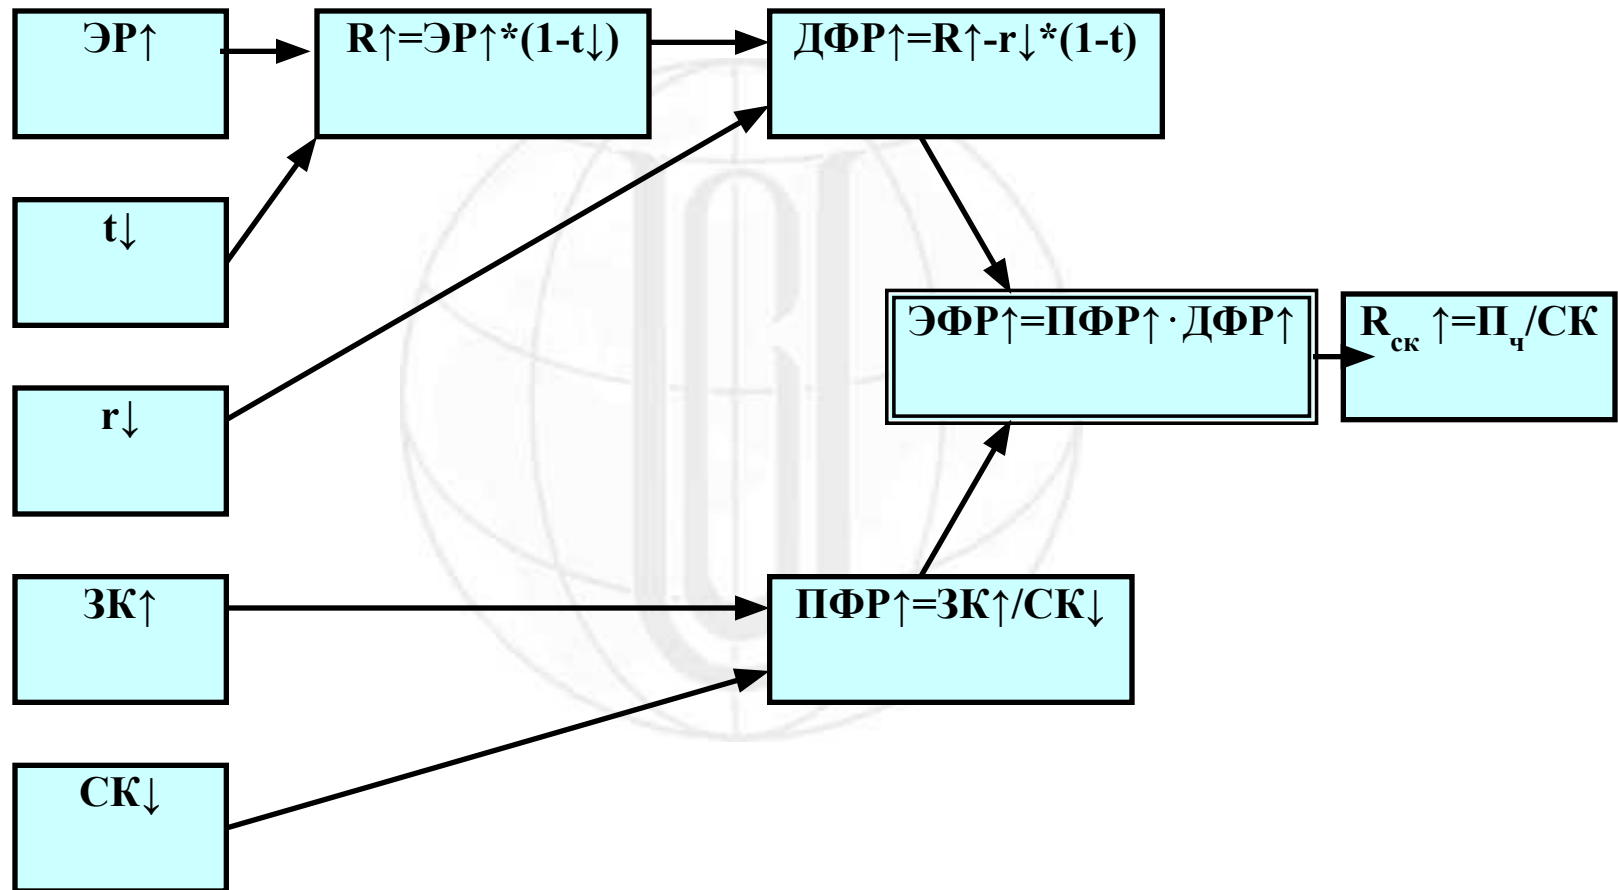 ЭР↑
R↑=ЭР↑*(1-t↓)
ДФР↑=R↑-r↓*(1-t)
t↓
ЭФР↑=ПФР↑·ДФР↑
Rск ↑=Пч/СК
r↓
ЗК↑
ПФР↑=ЗК↑/СК↓
СК↓